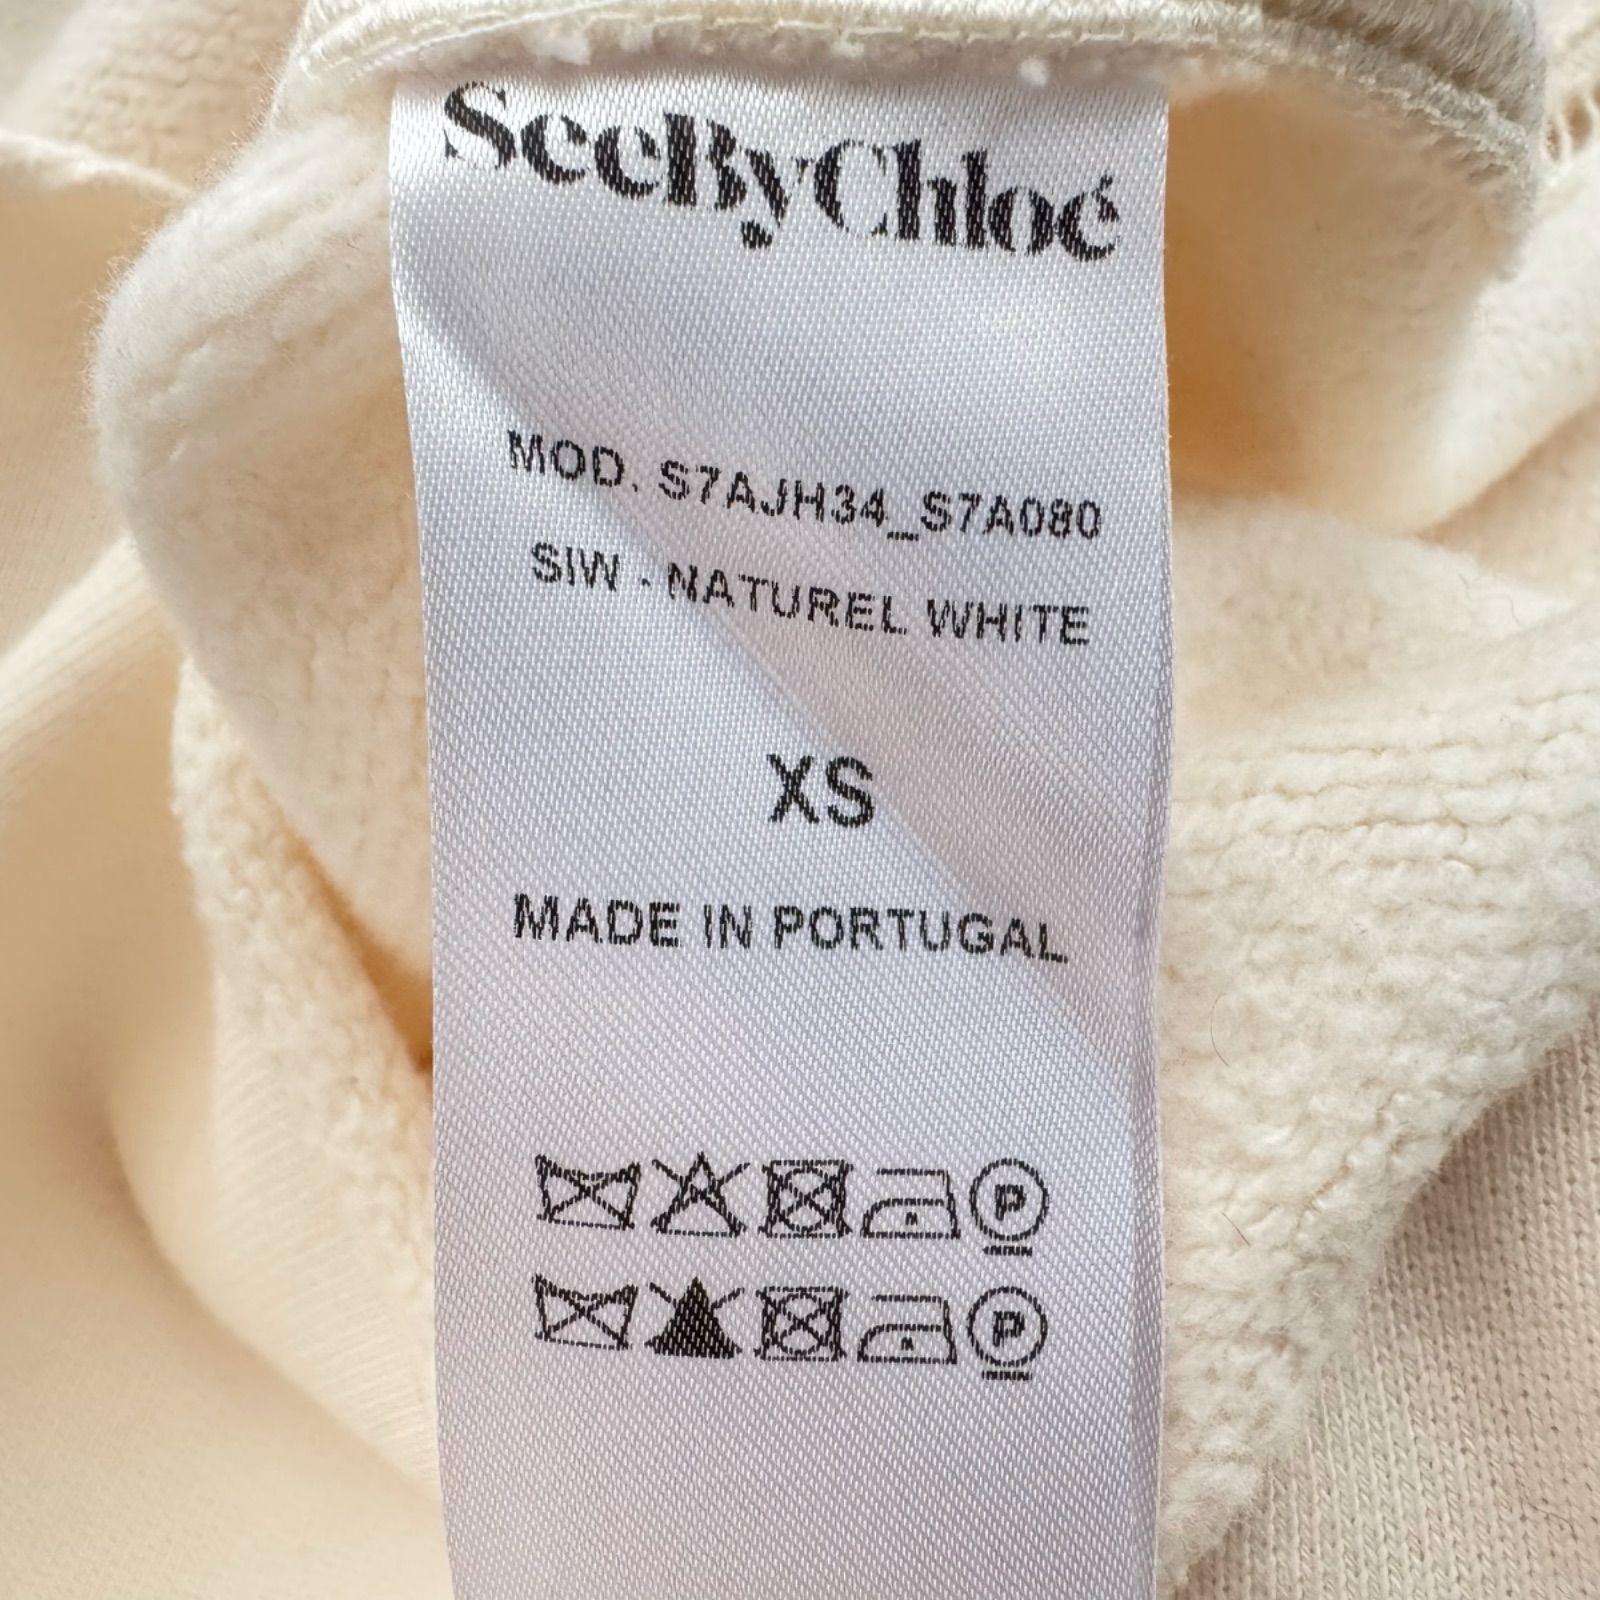 SeeByChloé
MOD. S7AJH34_S7A080
SIW - NATUREL WHITE
XS
MADE IN PORTUGAL
P
P